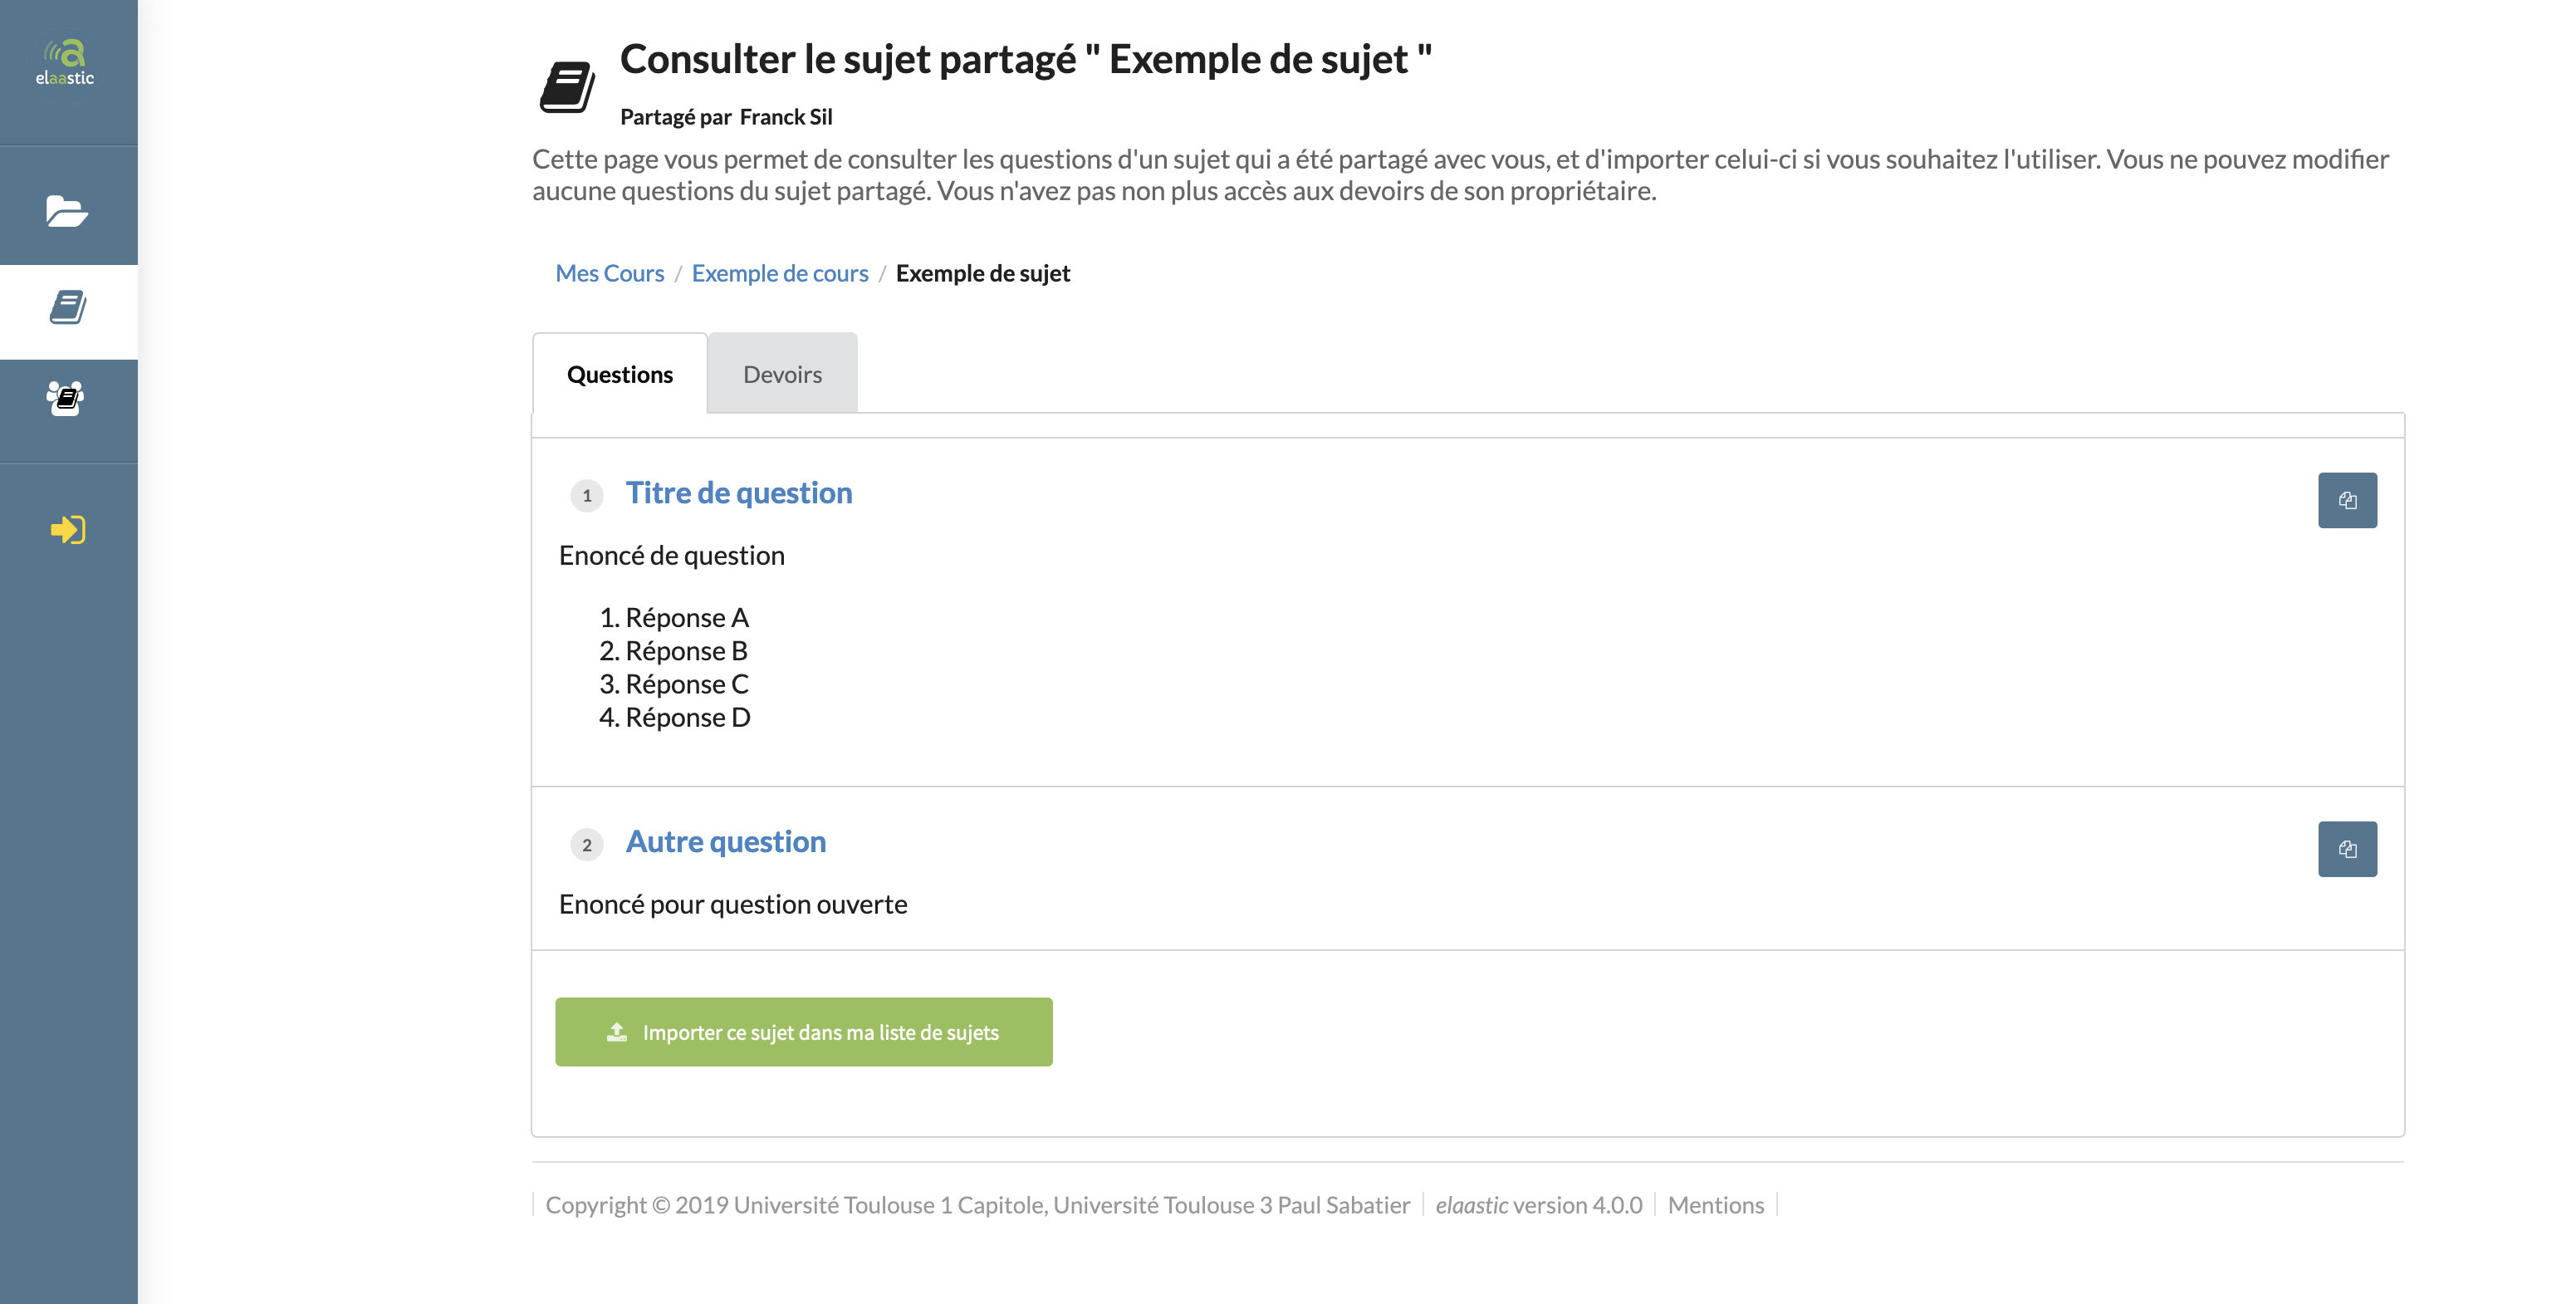 elaastic
Consulter le sujet partagé " Exemple de sujet "
Partagé par Franck Sil
Cette page vous permet de consulter les questions d'un sujet qui a été partagé avec vous, et d'importer celui-ci si vous souhaitez l'utiliser. Vous ne pouvez modifier
aucune questions du sujet partagé. Vous n'avez pas non plus accès aux devoirs de son propriétaire.
Mes Cours / Exemple de cours / Exemple de sujet
Questions Devoirs
1 Titre de question
Enoncé de question
1. Réponse A
2. Réponse B
3. Réponse C
4. Réponse D
2 Autre question
Enoncé pour question ouverte
Importer ce sujet dans ma liste de sujets
Copyright © 2019 Université Toulouse 1 Capitole, Université Toulouse 3 Paul Sabatier | elaastic version 4.0.0 | Mentions